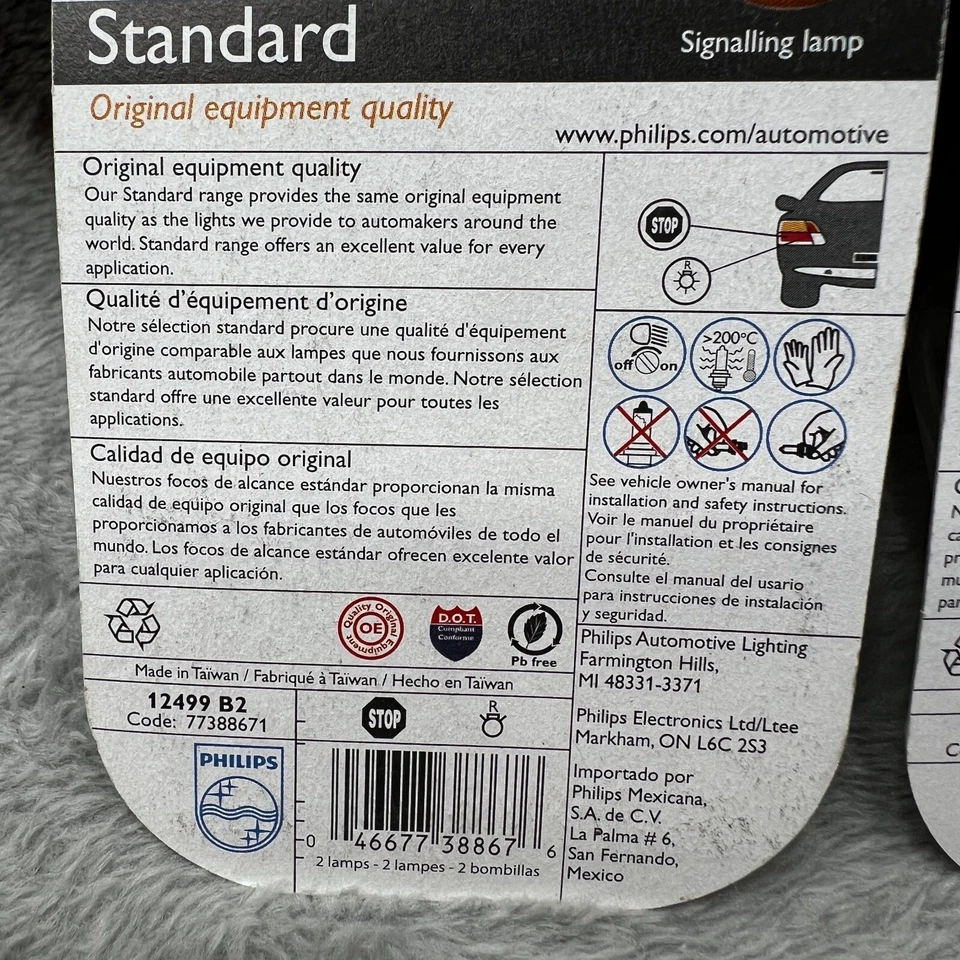 Standard
Signalling lamp
Original equipment quality
www.philips.com/automotive
Original equipment quality
Our Standard range provides the same original equipment
quality as the lights we provide to automakers around the
world. Standard range offers an excellent value for every
application.
Qualité d'équipement d'origine
Notre sélection standard procure une qualité d'équipement
d'origine comparable aux lampes que nous fournissons aux
fabricants automobile partout dans le monde. Notre sélection
standard offre une excellente valeur pour toutes les
applications.
Calidad de equipo original
Nuestros focos de alcance estándar proporcionan la misma
calidad de equipo original que los focos que les
proporcionamos a los fabricantes de automóviles de todo el
mundo. Los focos de alcance estándar ofrecen excelente valor
para cualquier aplicación.
STOP
R
off on
>200°C
See vehicle owner's manual for
installation and safety instructions.
Voir le manuel du propriétaire
pour l'installation et les consignes
de sécurité.
Consulte el manual del usario
para instrucciones de instalación
y seguridad.
Quality Original Equipment
OE
D.O.T.
Compliant
Conforme
Pb free
Made in Taïwan / Fabriqué à Taïwan / Hecho en Taïwan
12499 B2
Code: 77388671
STOP
R
PHILIPS
0 46677 38867 6
2 lamps - 2 lampes - 2 bombillas
Philips Automotive Lighting
Farmington Hills,
MI 48331-3371
Philips Electronics Ltd/Ltee
Markham, ON L6C 2S3
Importado por
Philips Mexicana,
S.A. de C.V.
La Palma # 6,
San Fernando,
Mexico